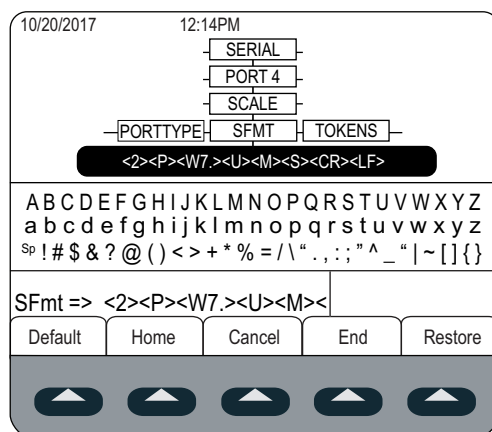 10/20/2017 12:14PM
SERIAL
PORT 4
SCALE
PORTTYPE SFMT TOKENS
<2><P><W7.><U><M><S><CR><LF>
A B C D E F G H I J K L M N O P Q R S T U V W X Y Z
a b c d e f g h i j k l m n o p q r s t u v w x y z
Sp ! # $ & ? @ ( ) < > + * % = / \ “ . , : ; ” ^ _ “ | ~ [ ] { }
SFmt => <2><P><W7.><U><M><
Default Home Cancel End Restore